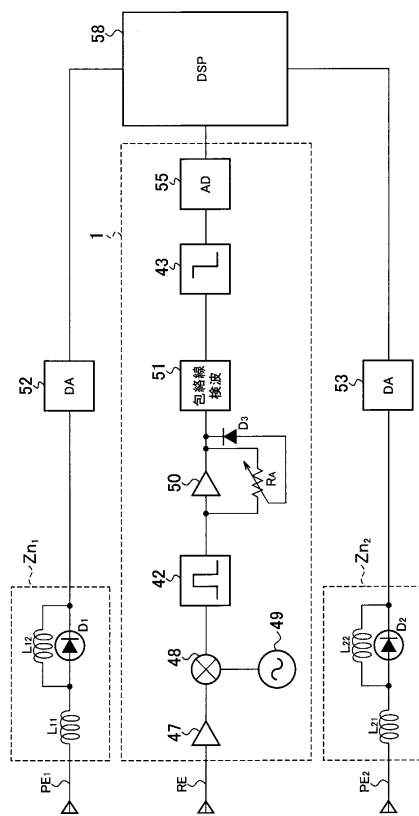 58
DSP
52
DA
Zn1
L12
D1
L11
PE1
1
55
AD
43
51
包絡線
検波
D3
50
RA
42
48
49
47
RE
53
DA
Zn2
L22
D2
L21
PE2